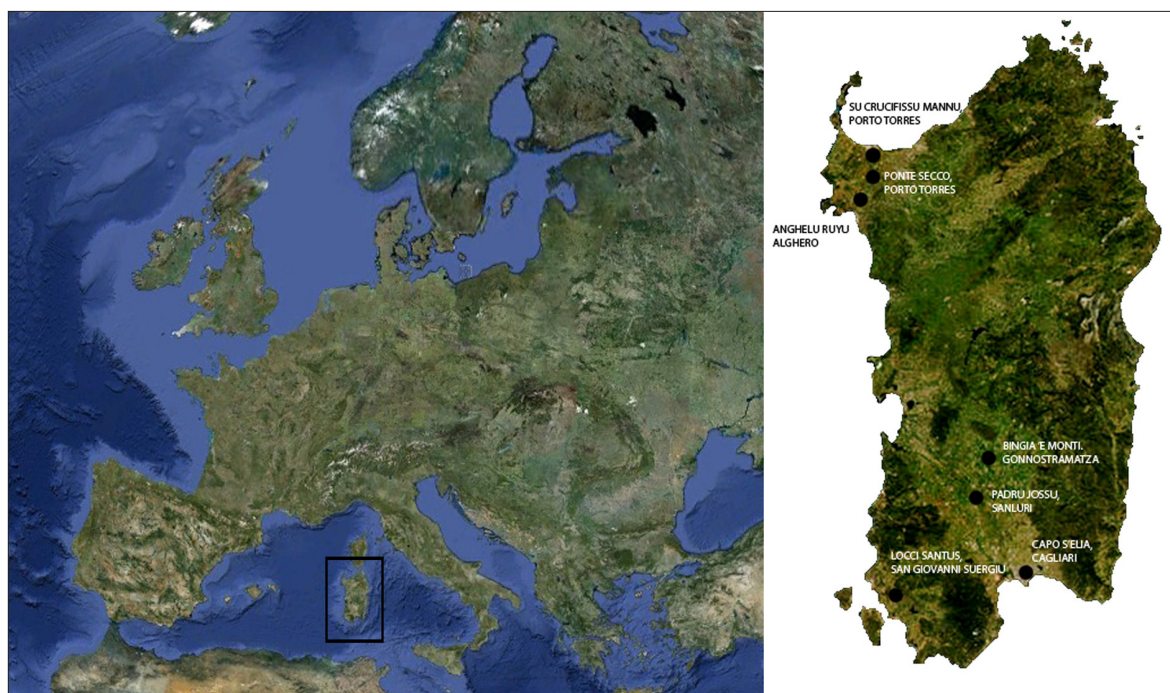 SU CRUCIFISSU MANNU,
PORTO TORRES
PONTE SECCO,
PORTO TORRES
ANGHELU RUYU
ALGHERO
BINGIA 'E MONTI.
GONNOSTRAMATZA
PADRU JOSSU,
SANLURI
CAPO S'ELIA,
CAGLIARI
LOCCI SANTUS,
SAN GIOVANNI SUERGIU